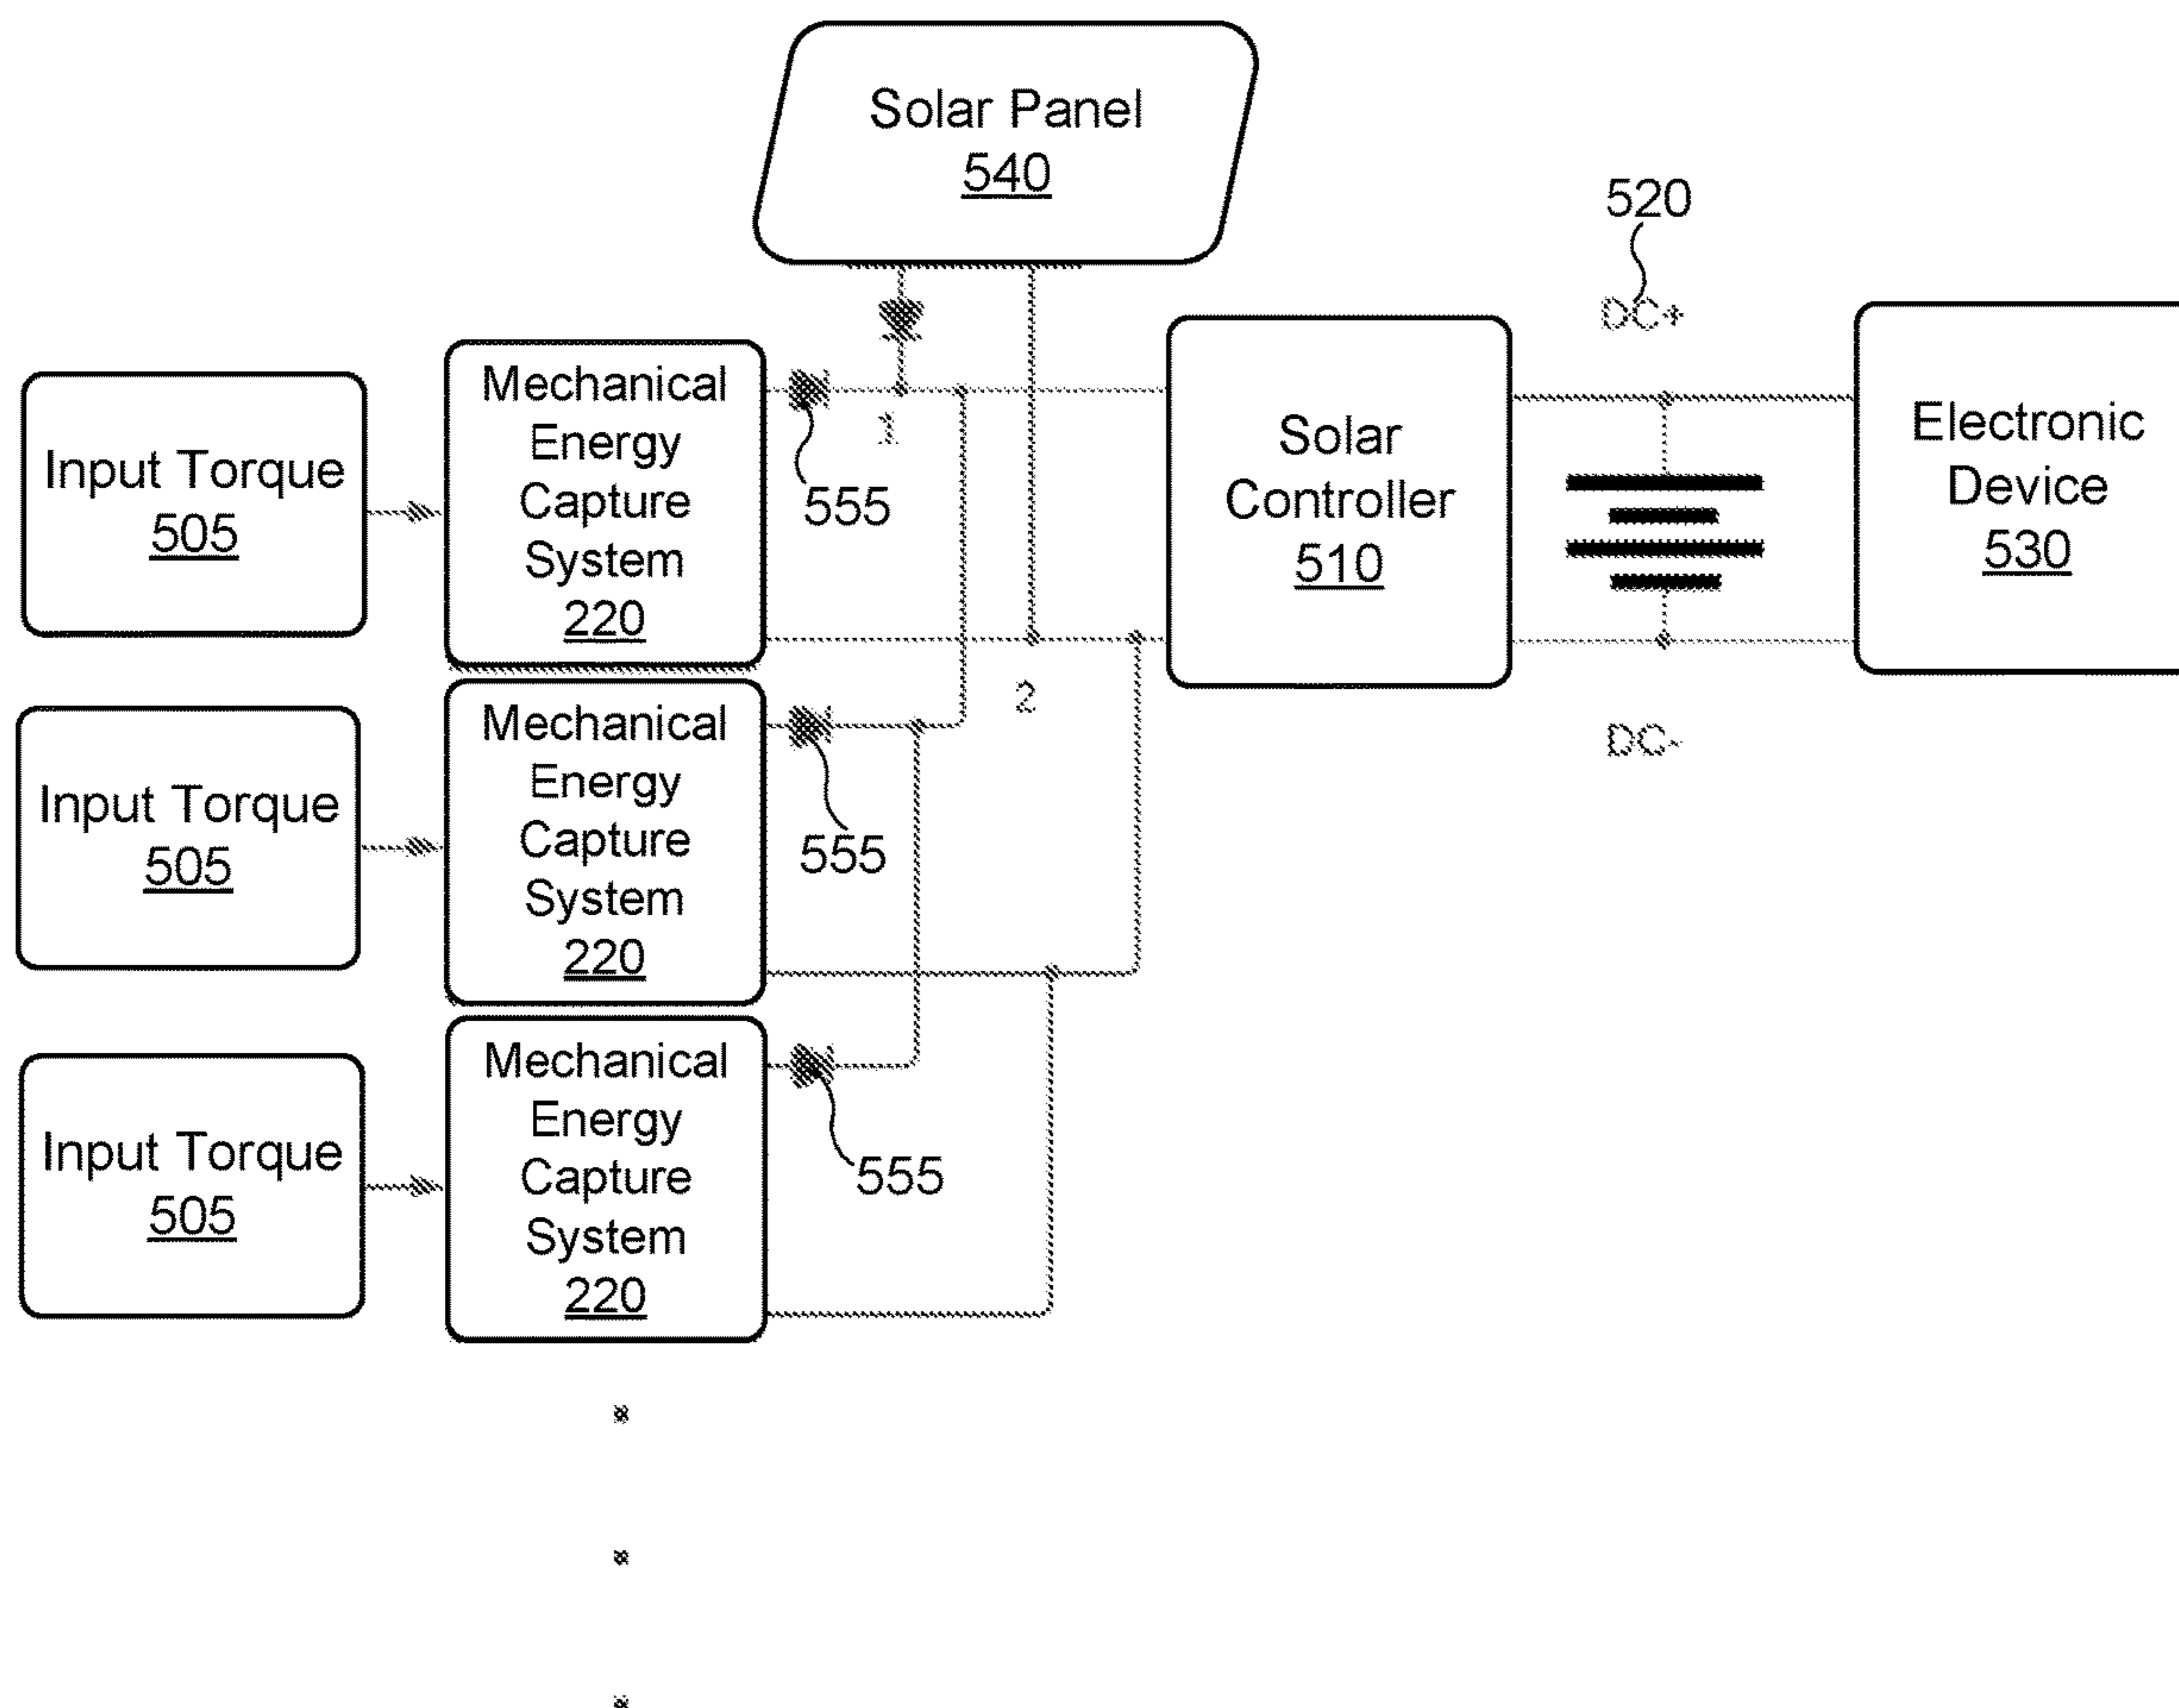 Solar Panel
540
520
DC+
Input Torque
505
Mechanical
Energy
Capture
System
220
1
555
Solar
Controller
510
Electronic
Device
530
2
DC-
Input Torque
505
Mechanical
Energy
Capture
System
220
555
Input Torque
505
Mechanical
Energy
Capture
System
220
555